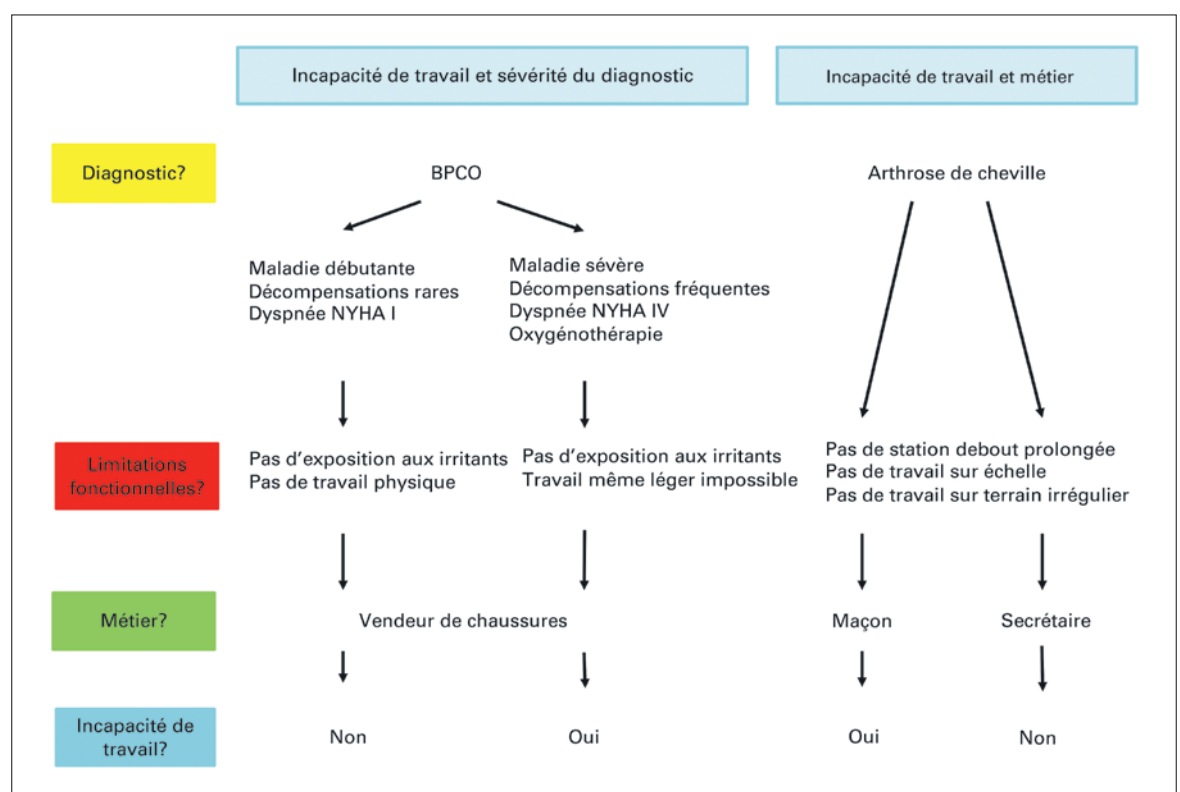 Incapacité de travail et sévérité du diagnostic
Incapacité de travail et métier
Diagnostic?
BPCO
Arthrose de cheville
Maladie débutante
Décompensations rares
Dyspnée NYHA I
Maladie sévère
Décompensations fréquentes
Dyspnée NYHA IV
Oxygénothérapie
Limitations
fonctionnelles?
Pas d’exposition aux irritants
Pas de travail physique
Pas d’exposition aux irritants
Travail même léger impossible
Pas de station debout prolongée
Pas de travail sur échelle
Pas de travail sur terrain irrégulier
Métier?
Vendeur de chaussures
Maçon
Secrétaire
Incapacité de
travail?
Non
Oui
Oui
Non